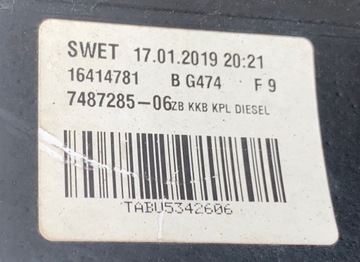 SWET 17.01.2019 20:21
16414781 B G474 F 9
7487285-06ZB KKB KPL DIESEL
TABU5342606